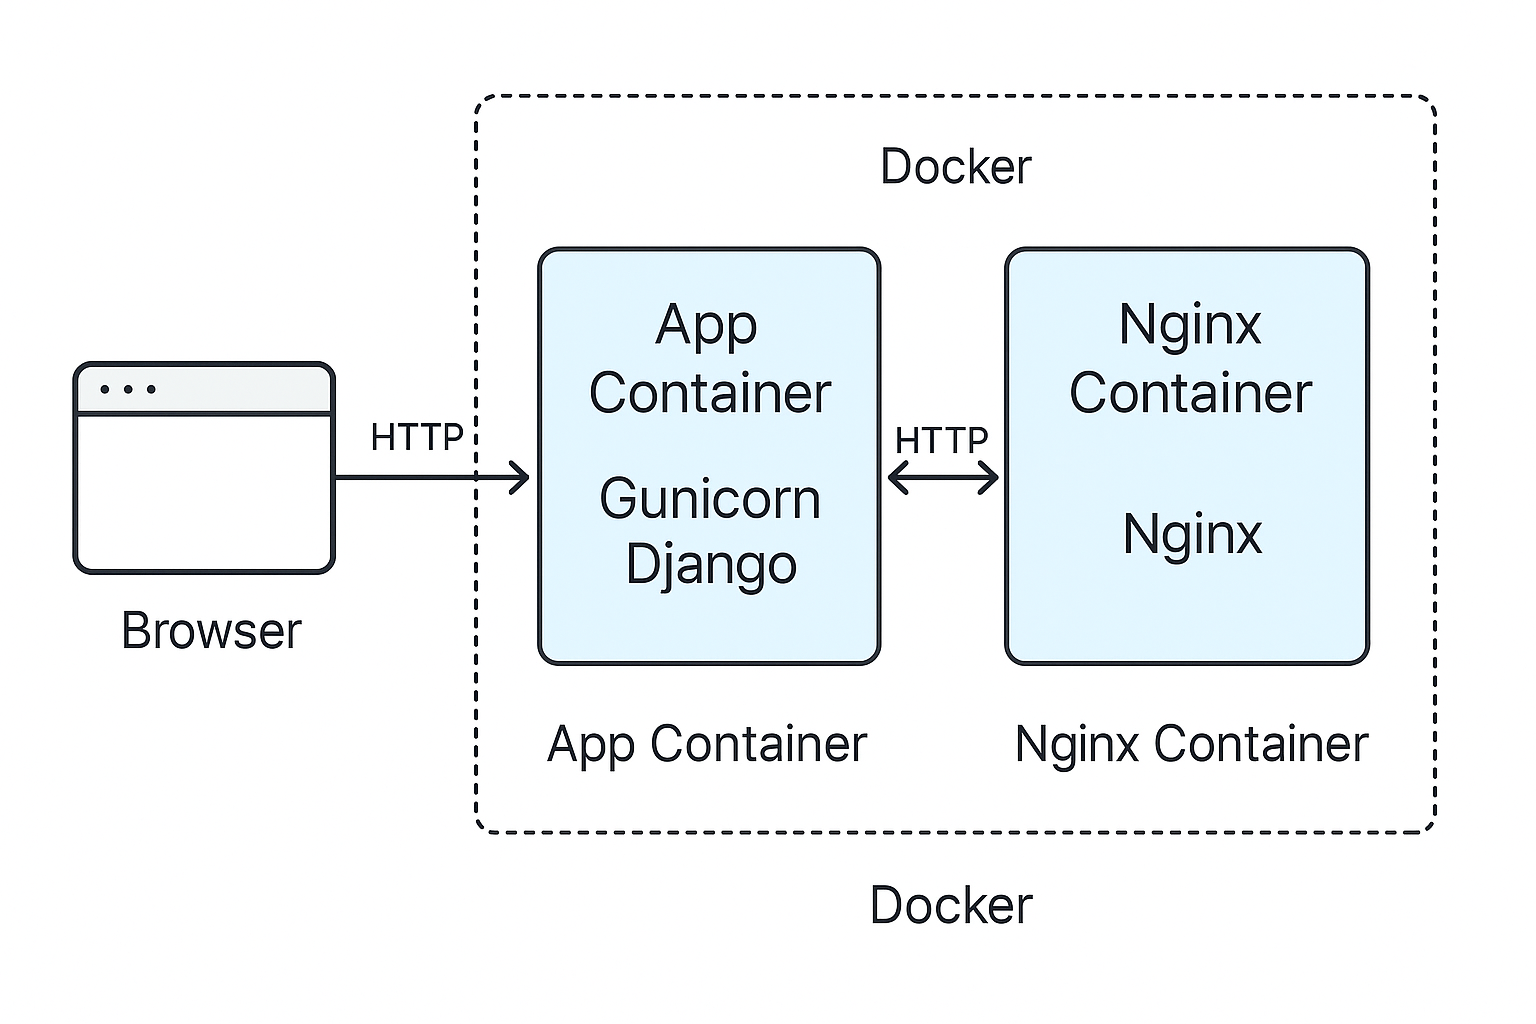 Docker
App
Container
Gunicorn
Django
Nginx
Container
Nginx
HTTP
HTTP
Browser
App Container
Nginx Container
Docker